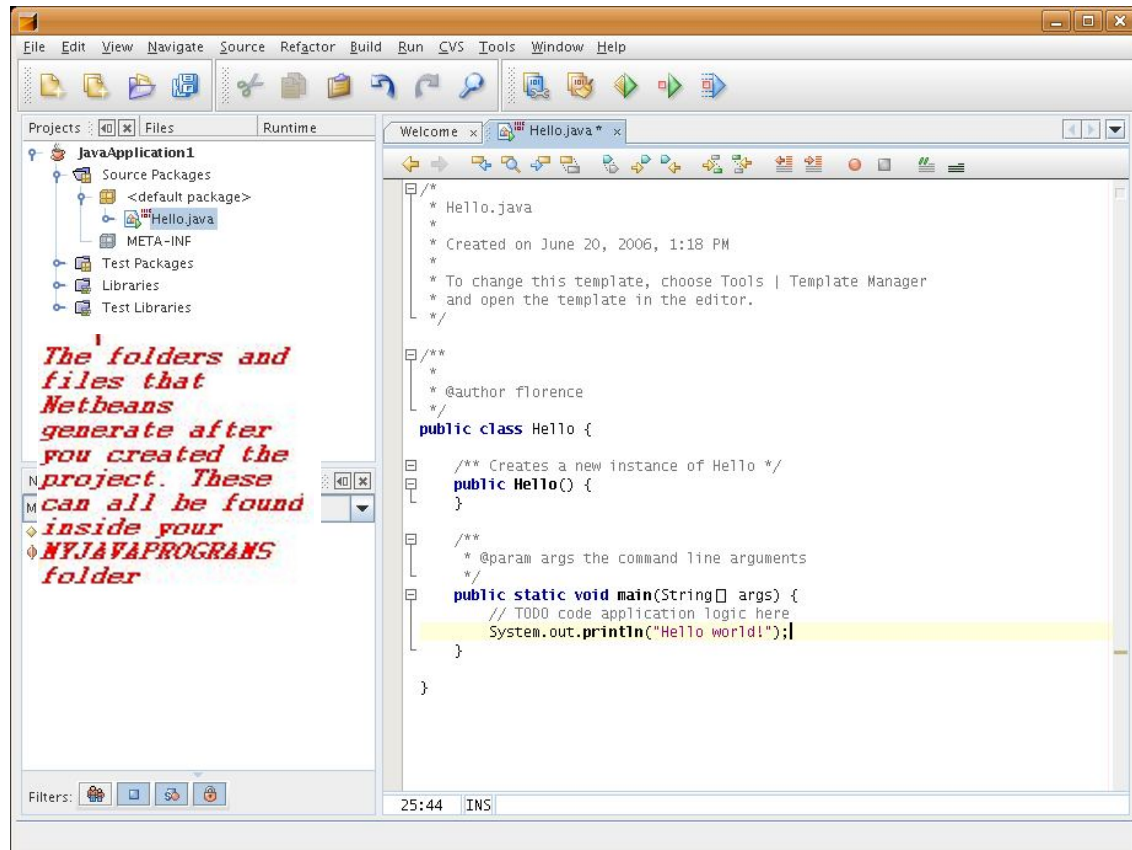 File Edit View Navigate Source Refactor Build Run CVS Tools Window Help
Projects Files Runtime
JavaApplication1
Source Packages
<default package>
Hello.java
META-INF
Test Packages
Libraries
Test Libraries
The folders and
files that
Netbeans
generate after
you created the
project. These
can all be found
inside your
MYJAVAPROGRAMS
folder
Filters:
Welcome Hello.java *
/*
* Hello.java
*
* Created on June 20, 2006, 1:18 PM
*
* To change this template, choose Tools | Template Manager
* and open the template in the editor.
*/
/**
*
* @author florence
*/
public class Hello {
/** Creates a new instance of Hello */
public Hello() {
}
/**
* @param args the command line arguments
*/
public static void main(String[] args) {
// TODO code application logic here
System.out.println("Hello world!");
}
}
25:44 INS